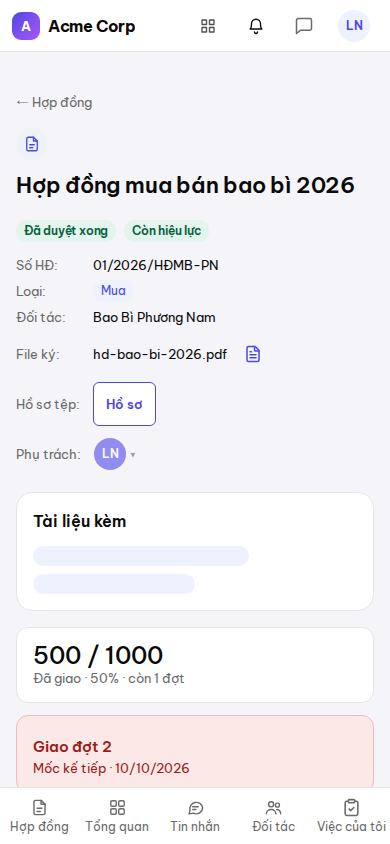 A Acme Corp LN
← Hợp đồng
Hợp đồng mua bán bao bì 2026
Đã duyệt xong Còn hiệu lực
Số HĐ: 01/2026/HĐMB-PN
Loại: Mua
Đối tác: Bao Bì Phương Nam
File ký: hd-bao-bi-2026.pdf
Hồ sơ tệp: Hồ sơ
Phụ trách: LN ▾
Tài liệu kèm
500 / 1000
Đã giao · 50% · còn 1 đợt
Giao đợt 2
Mốc kế tiếp · 10/10/2026
Hợp đồng Tổng quan Tin nhắn Đối tác Việc của tôi